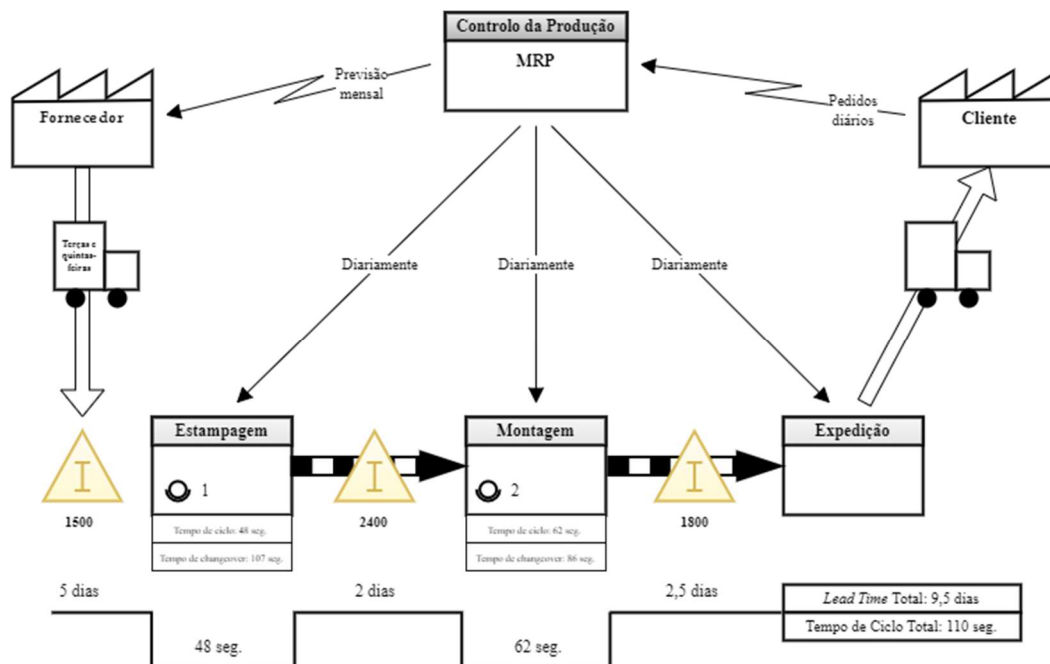 Controlo da Produção
MRP
Previsão
mensal
Pedidos
diários
Fornecedor
Cliente
Terças e
quintas-
feiras
Diariamente
Diariamente
Diariamente
Estampagem
Montagem
Expedição
I
I
I
1
2
1500
2400
1800
Tempo de ciclo: 48 seg.
Tempo de changeover: 107 seg.
Tempo de ciclo: 62 seg.
Tempo de changeover: 86 seg.
5 dias
2 dias
2,5 dias
Lead Time Total: 9,5 dias
Tempo de Ciclo Total: 110 seg.
48 seg.
62 seg.